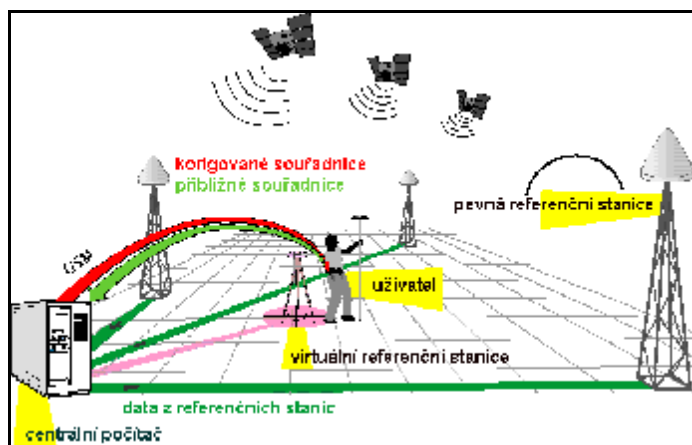 korigované souřadnice
přibližné souřadnice
pevná referenční stanice
GSM
uživatel
virtuální referenční stanice
data z referenčních stanic
centrální počítač